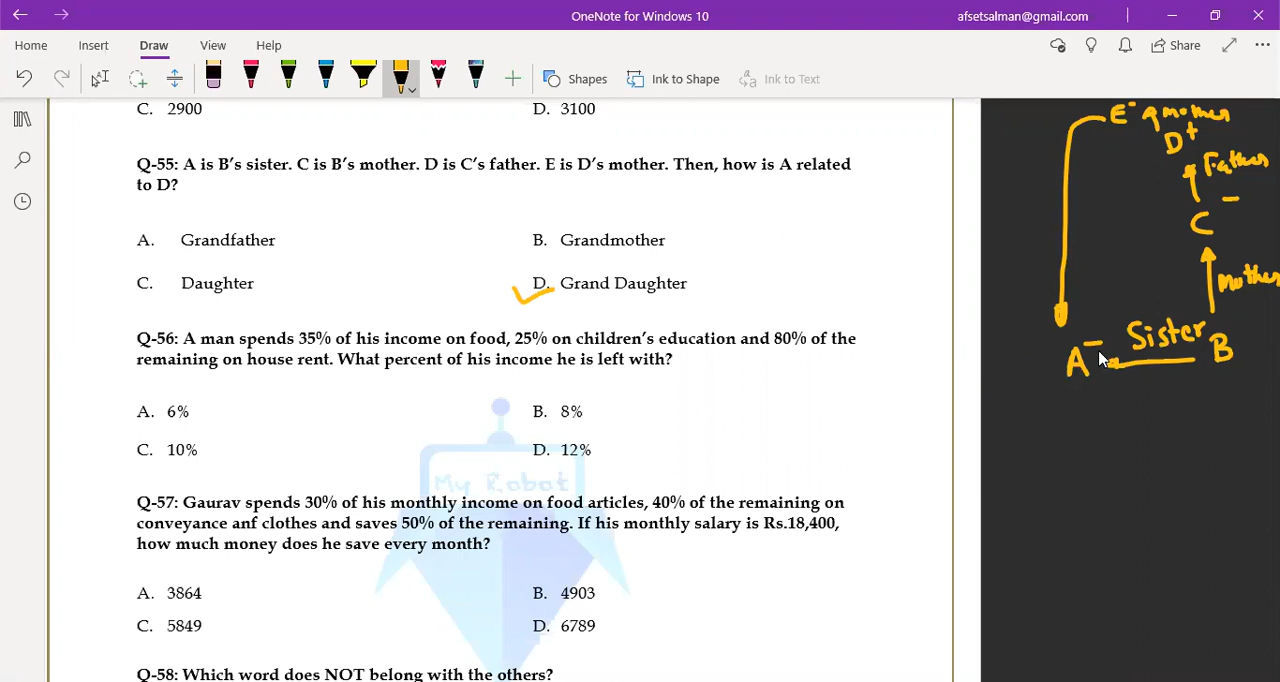 OneNote for Windows 10
afsetsalman@gmail.com
Home Insert Draw View Help
Share
Shapes Ink to Shape Ink to Text
C. 2900 D. 3100
Q-55: A is B's sister. C is B's mother. D is C's father. E is D's mother. Then, how is A related
to D?
A. Grandfather B. Grandmother
C. Daughter D. Grand Daughter
Q-56: A man spends 35% of his income on food, 25% on children's education and 80% of the
remaining on house rent. What percent of his income he is left with?
A. 6% B. 8%
C. 10% D. 12%
My Robot
Q-57: Gaurav spends 30% of his monthly income on food articles, 40% of the remaining on
conveyance anf clothes and saves 50% of the remaining. If his monthly salary is Rs.18,400,
how much money does he save every month?
A. 3864 B. 4903
C. 5849 D. 6789
Q-58: Which word does NOT belong with the others?
E- mother
D+
Father
C -
Mother
A- Sister B